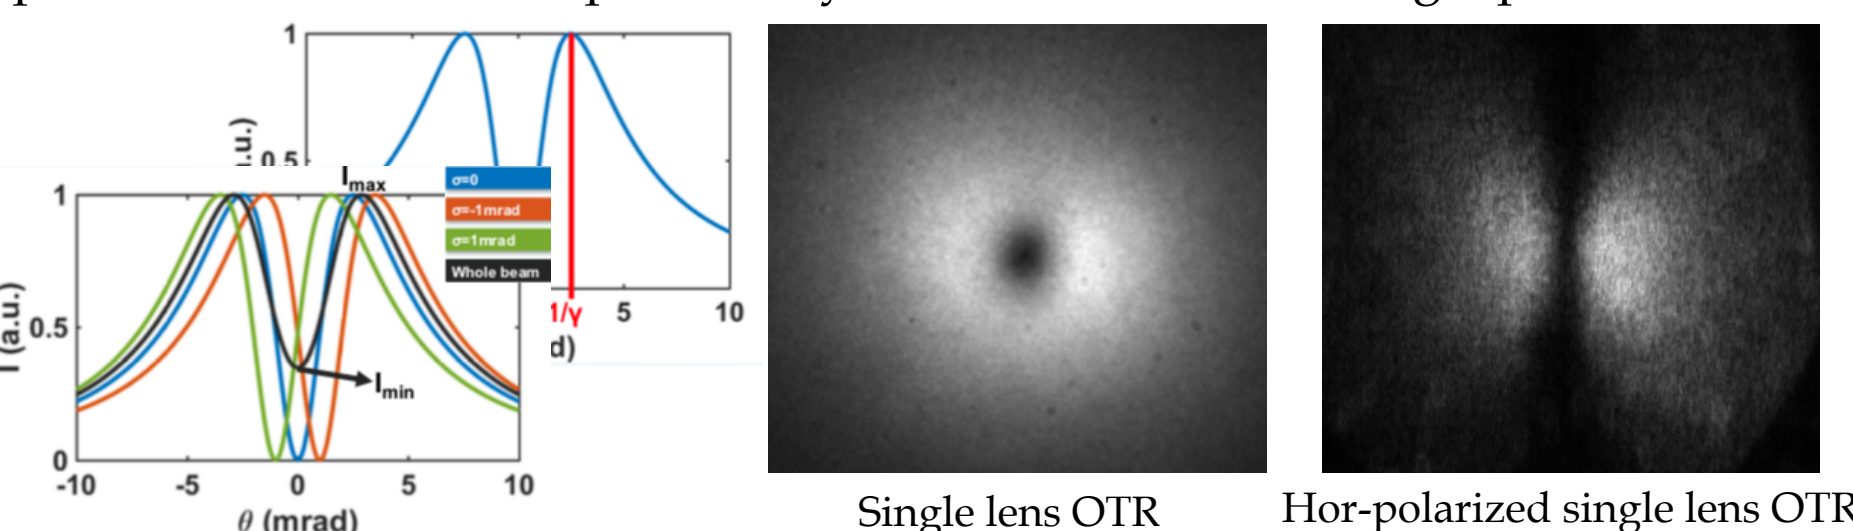 1
0.5
5
10
1/γ
d)
I (a.u.)
1
0.5
0
-10
-5
0
5
10
θ (mrad)
Imax
Imin
σ=0
σ=-1mrad
σ=1mrad
Whole beam
Single lens OTR
Hor-polarized single lens OTR